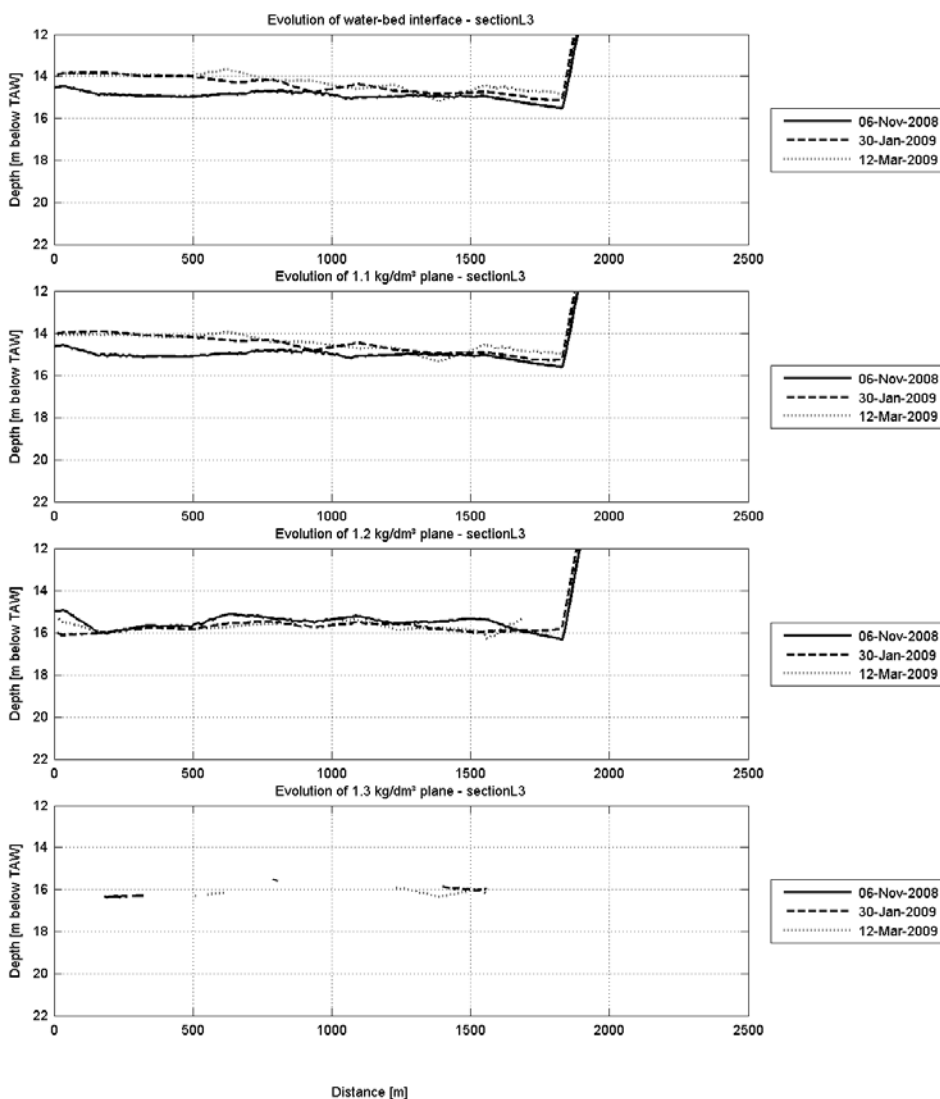 Evolution of water-bed interface - sectionL3
12
14
16
18
20
22
Depth [m below TAW]
0 500 1000 1500 2000 2500
06-Nov-2008
30-Jan-2009
12-Mar-2009
Evolution of 1.1 kg/dm³ plane - sectionL3
12
14
16
18
20
22
Depth [m below TAW]
0 500 1000 1500 2000 2500
06-Nov-2008
30-Jan-2009
12-Mar-2009
Evolution of 1.2 kg/dm³ plane - sectionL3
12
14
16
18
20
22
Depth [m below TAW]
0 500 1000 1500 2000 2500
06-Nov-2008
30-Jan-2009
12-Mar-2009
Evolution of 1.3 kg/dm³ plane - sectionL3
12
14
16
18
20
22
Depth [m below TAW]
0 500 1000 1500 2000 2500
06-Nov-2008
30-Jan-2009
12-Mar-2009
Distance [m]